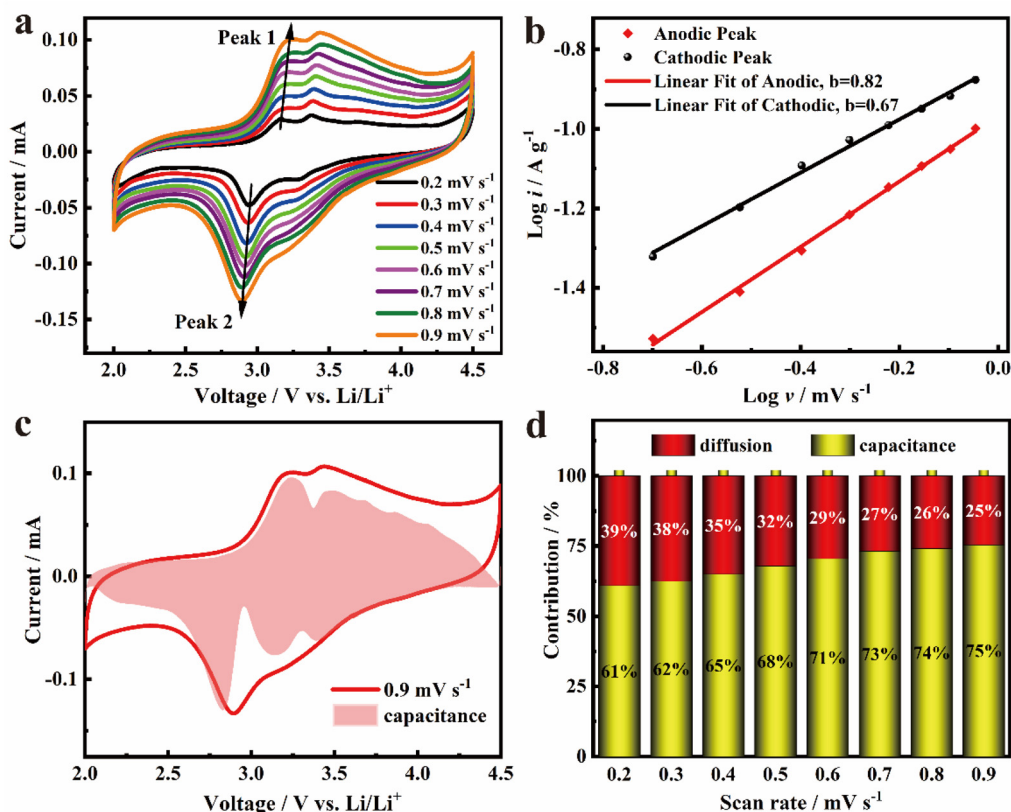 a
Peak 1
Peak 2
0.10
0.05
0.00
-0.05
-0.10
-0.15
Current / mA
0.2 mV s⁻¹
0.3 mV s⁻¹
0.4 mV s⁻¹
0.5 mV s⁻¹
0.6 mV s⁻¹
0.7 mV s⁻¹
0.8 mV s⁻¹
0.9 mV s⁻¹
2.0 2.5 3.0 3.5 4.0 4.5
Voltage / V vs. Li/Li⁺
b
Anodic Peak
Cathodic Peak
Linear Fit of Anodic, b=0.82
Linear Fit of Cathodic, b=0.67
-0.8
-1.0
-1.2
-1.4
Log i / A g⁻¹
-0.8 -0.6 -0.4 -0.2 0.0
Log v / mV s⁻¹
c
0.1
0.0
-0.1
Current / mA
0.9 mV s⁻¹
capacitance
2.0 2.5 3.0 3.5 4.0 4.5
Voltage / V vs. Li/Li⁺
d
diffusion capacitance
100
75
50
25
0
Contribution / %
39% 38% 35% 32% 29% 27% 26% 25%
61% 62% 65% 68% 71% 73% 74% 75%
0.2 0.3 0.4 0.5 0.6 0.7 0.8 0.9
Scan rate / mV s⁻¹